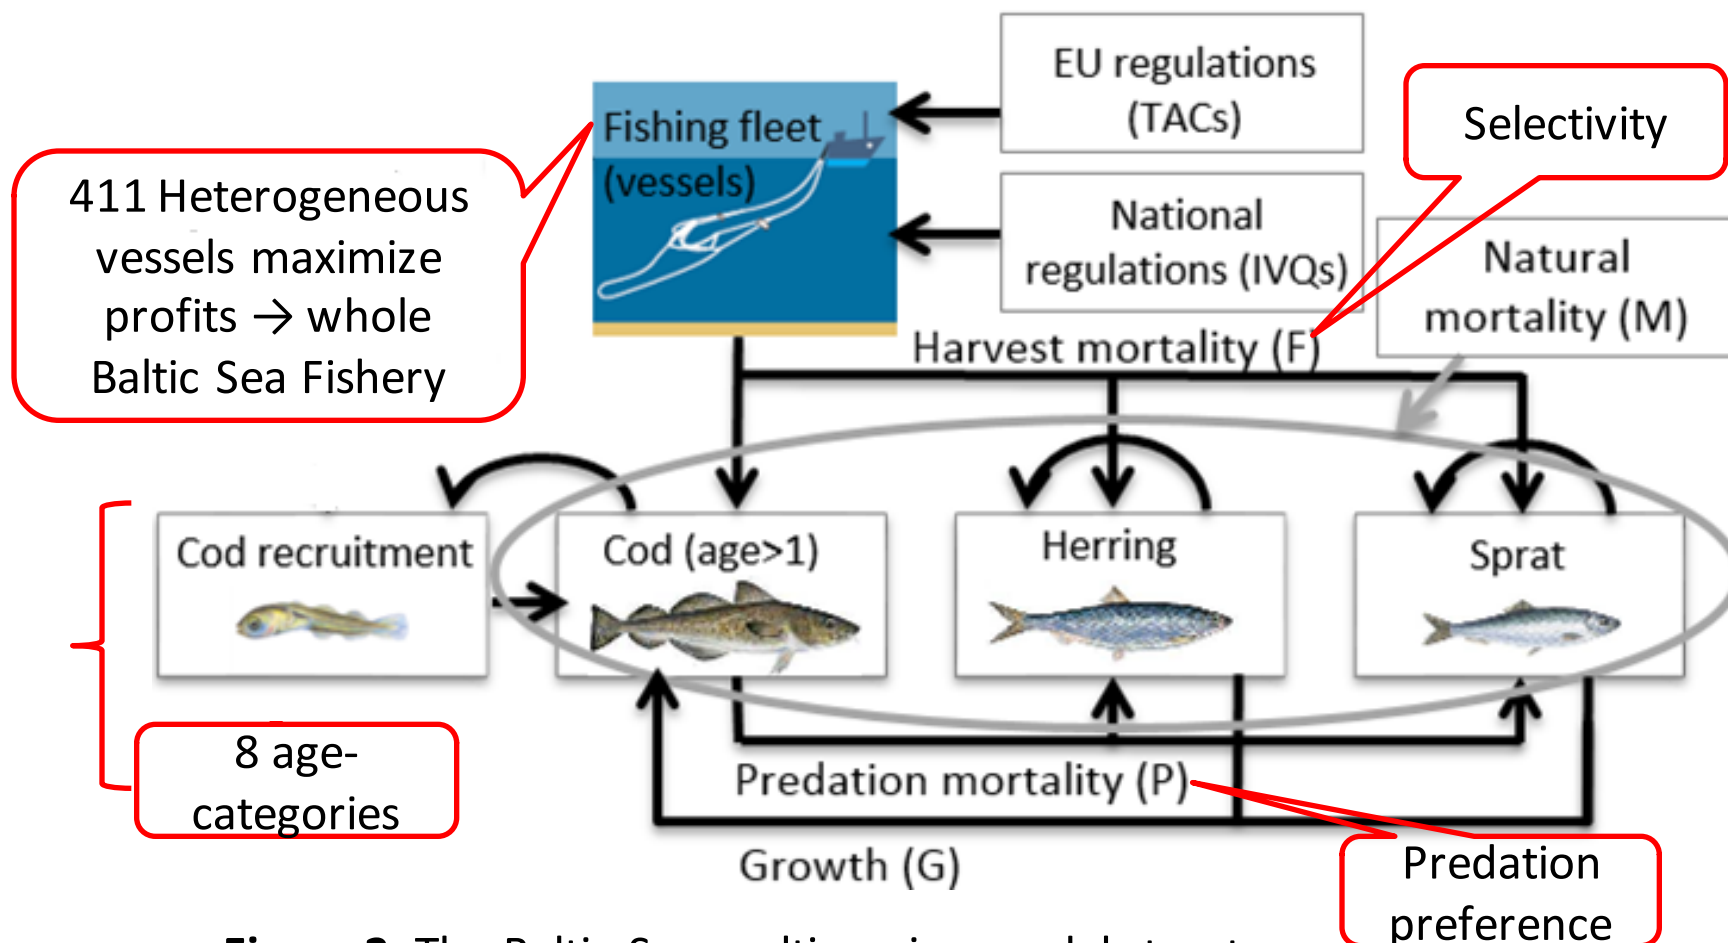 EU regulations
(TACs)
Selectivity
Fishing fleet
(vessels)
411 Heterogeneous
vessels maximize
profits → whole
Baltic Sea Fishery
National
regulations (IVQs)
Natural
mortality (M)
Harvest mortality (F)
Cod recruitment
Cod (age>1)
Herring
Sprat
8 age-
categories
Predation mortality (P)
Growth (G)
Predation
preference